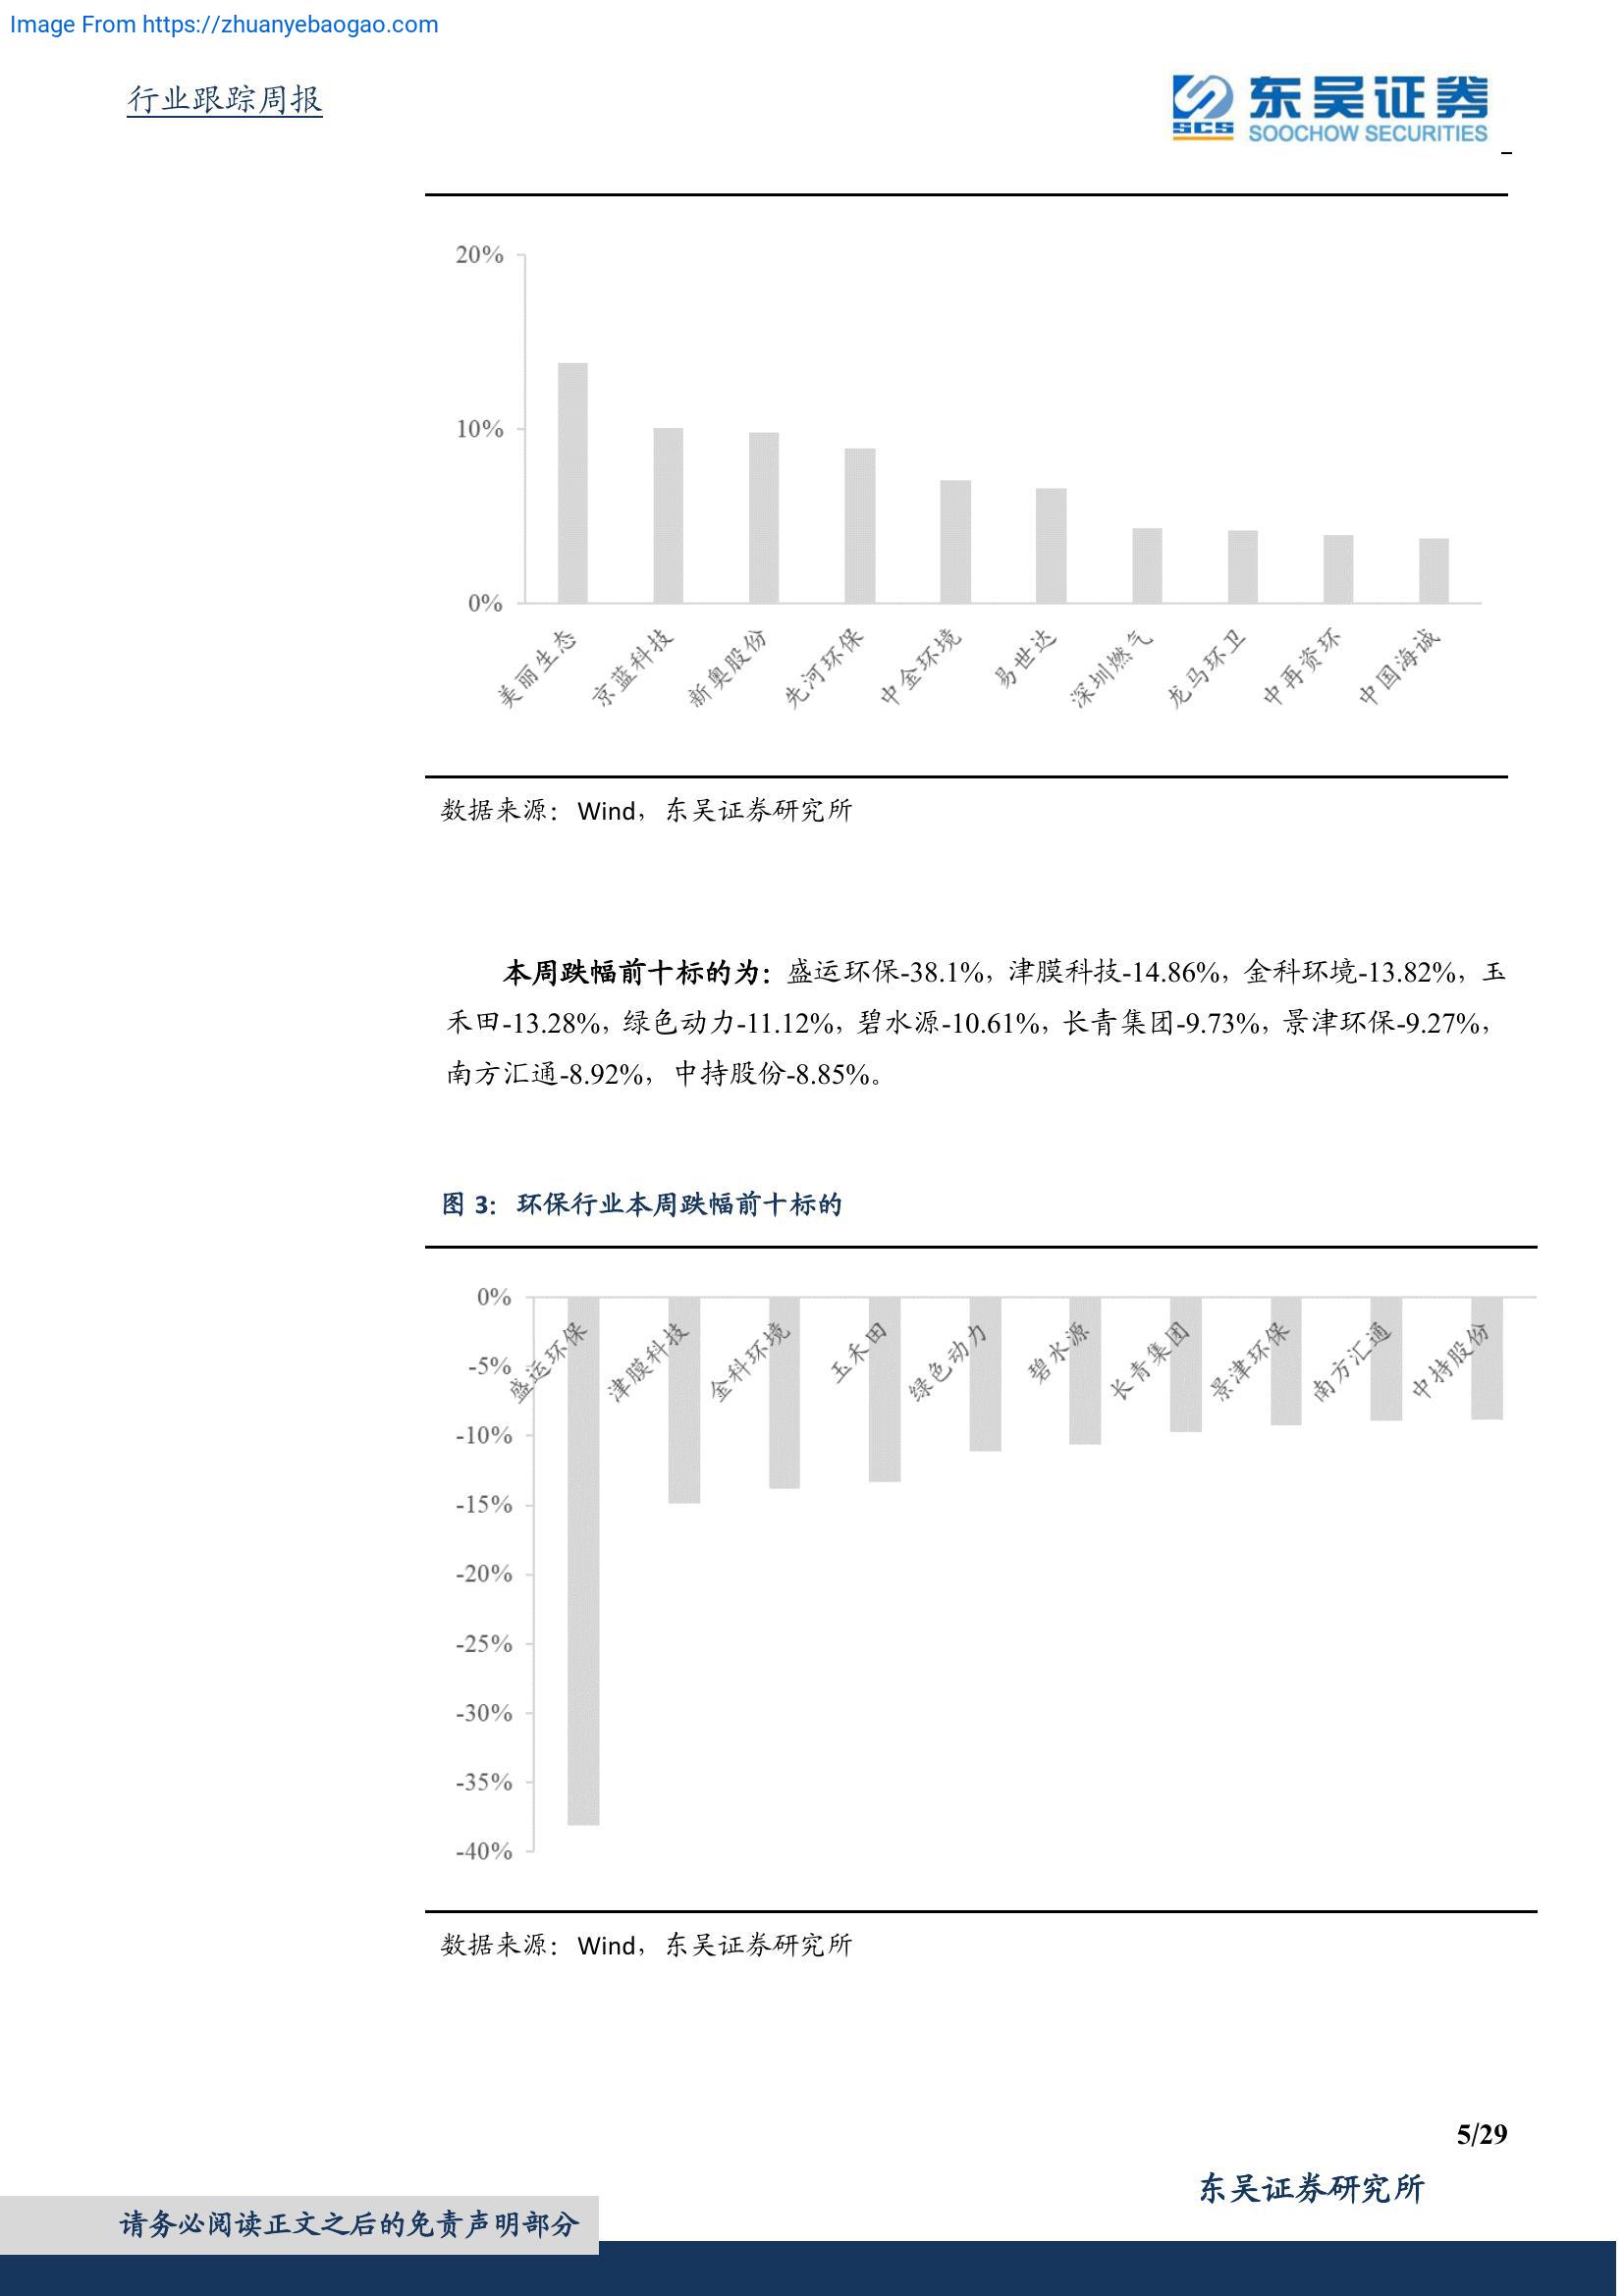 Image From https://zhuanyebaogao.com
行业跟踪周报
SCS 东吴证券
SOOCHOW SECURITIES
20%
10%
0%
美丽生态 京蓝科技 新奥股份 先河环保 中金环境 易世达 深圳燃气 龙马环卫 中再资环 中国海诚
数据来源：Wind，东吴证券研究所
本周跌幅前十标的为：盛运环保-38.1%，津膜科技-14.86%，金科环境-13.82%，玉
禾田-13.28%，绿色动力-11.12%，碧水源-10.61%，长青集团-9.73%，景津环保-9.27%，
南方汇通-8.92%，中持股份-8.85%。
图 3：环保行业本周跌幅前十标的
0%
盛运环保 津膜科技 金科环境 玉禾田 绿色动力 碧水源 长青集团 景津环保 南方汇通 中持股份
-5%
-10%
-15%
-20%
-25%
-30%
-35%
-40%
数据来源：Wind，东吴证券研究所
5/29
东吴证券研究所
请务必阅读正文之后的免责声明部分